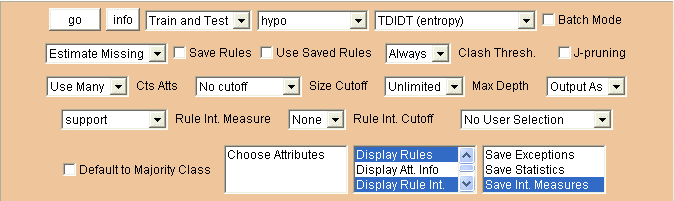 go info Train and Test hypo TDIDT (entropy) Batch Mode
Estimate Missing Save Rules Use Saved Rules Always Clash Thresh. J-pruning
Use Many Cts Atts No cutoff Size Cutoff Unlimited Max Depth Output As
support Rule Int. Measure None Rule Int. Cutoff No User Selection
Default to Majority Class
Choose Attributes
Display Rules
Display Att. Info
Display Rule Int.
Save Exceptions
Save Statistics
Save Int. Measures